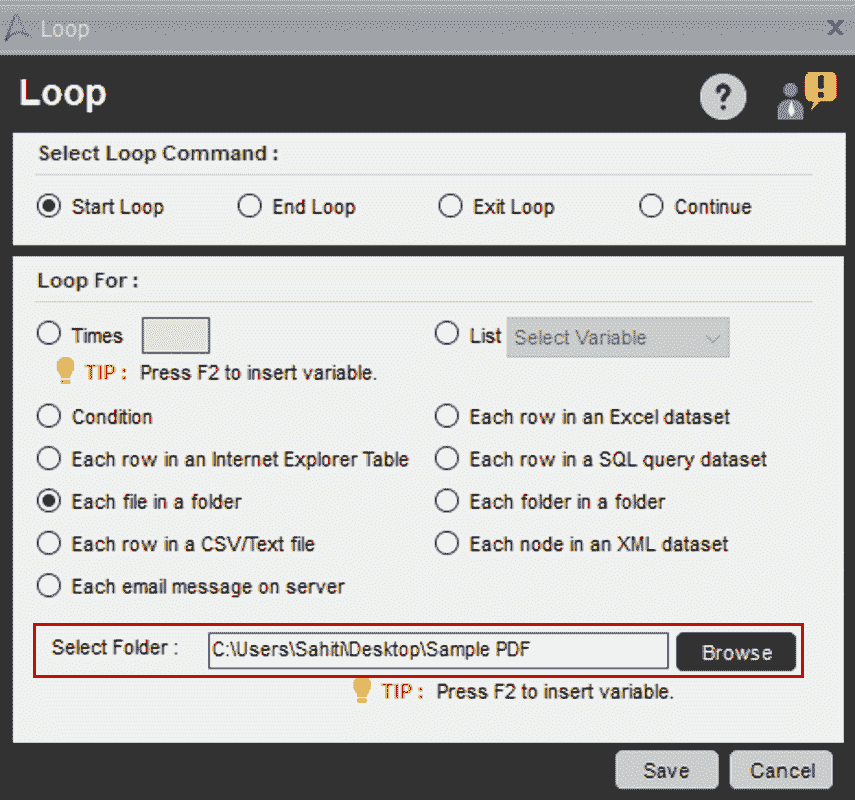 Loop
Loop
Select Loop Command :
Start Loop End Loop Exit Loop Continue
Loop For :
Times List Select Variable
TIP : Press F2 to insert variable.
Condition Each row in an Excel dataset
Each row in an Internet Explorer Table Each row in a SQL query dataset
Each file in a folder Each folder in a folder
Each row in a CSV/Text file Each node in an XML dataset
Each email message on server
Select Folder : C:\Users\Sahiti\Desktop\Sample PDF Browse
TIP : Press F2 to insert variable.
Save Cancel